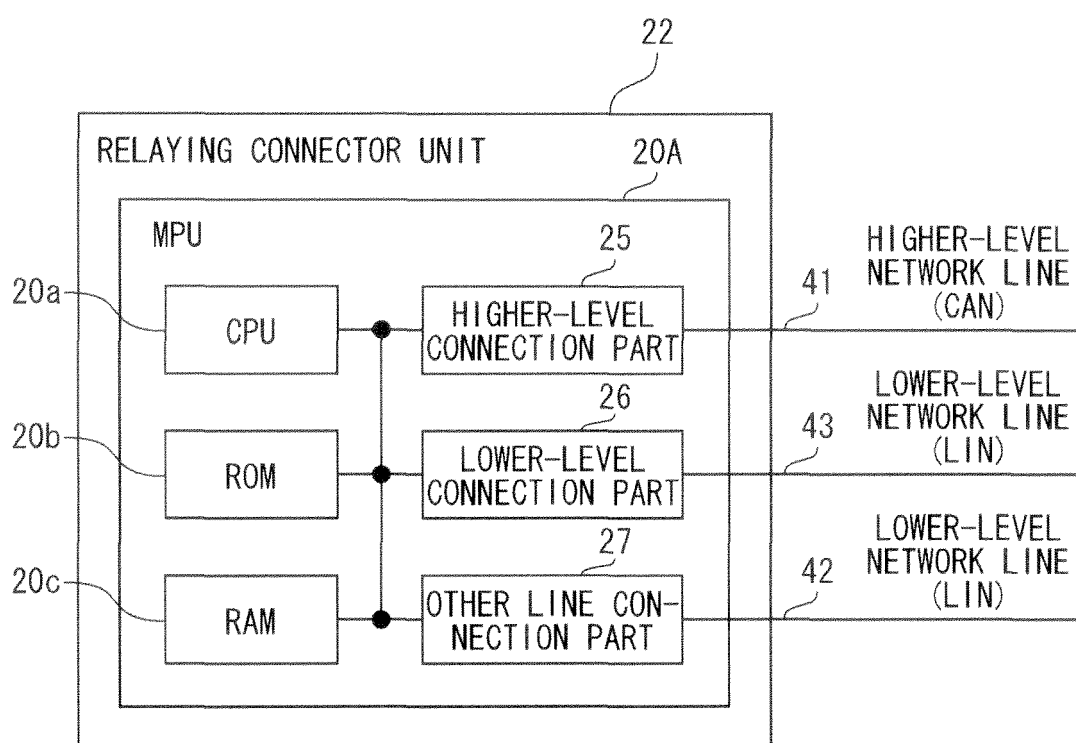 22
RELAYING CONNECTOR UNIT
20A
MPU
25
HIGHER-LEVEL
NETWORK LINE
(CAN)
20a
CPU
HIGHER-LEVEL
CONNECTION PART
41
26
LOWER-LEVEL
NETWORK LINE
(LIN)
20b
ROM
LOWER-LEVEL
CONNECTION PART
43
27
LOWER-LEVEL
NETWORK LINE
(LIN)
20c
RAM
OTHER LINE CON-
NECTION PART
42